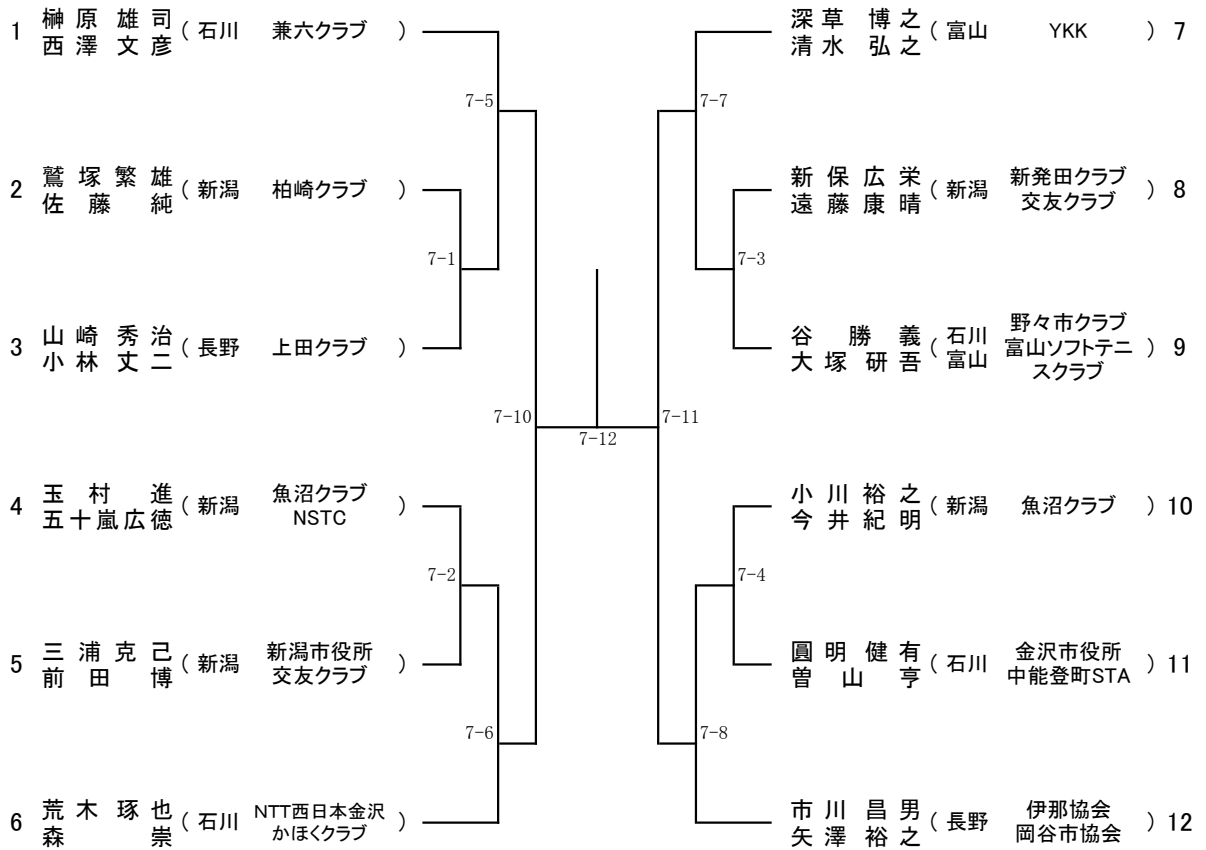 1 榊原雄司 (石川 兼六クラブ)
西澤文彦
7-5
2 鷲塚繁雄 (新潟 柏崎クラブ)
佐藤純
7-1
3 山崎秀治 (長野 上田クラブ)
小林丈二
7-10
4 玉村進 (新潟 魚沼クラブ)
五十嵐広徳 NSTC
7-2
5 三浦克己 (新潟 新潟市役所)
前田博 交友クラブ
7-6
6 荒木琢也 (石川 NTT西日本金沢)
森崇 かほくクラブ
7-12
深草博之 (富山 YKK) 7
清水弘之
7-7
新保広栄 (新潟 新発田クラブ) 8
遠藤康晴 交友クラブ
7-3
谷勝義 (石川 野々市クラブ
大塚研吾 富山 富山ソフトテニ) 9
スクラブ
7-11
小川裕之 (新潟 魚沼クラブ) 10
今井紀明
7-4
圓明健有 (石川 金沢市役所) 11
曽山亨 中能登町STA
7-8
市川昌男 (長野 伊那協会) 12
矢澤裕之 岡谷市協会